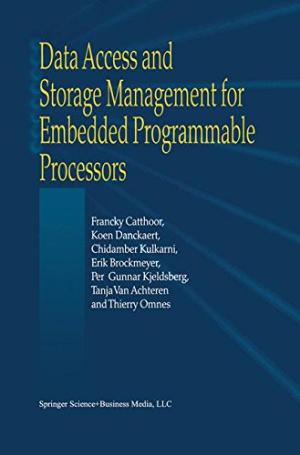 Data Access and
Storage Management for
Embedded Programmable
Processors
Francky Catthoor,
Koen Danckaert,
Chidamber Kulkarni,
Erik Brockmeyer,
Per Gunnar Kjeldsberg,
Tanja Van Achteren
and Thierry Omnes
Springer Science+Business Media, LLC